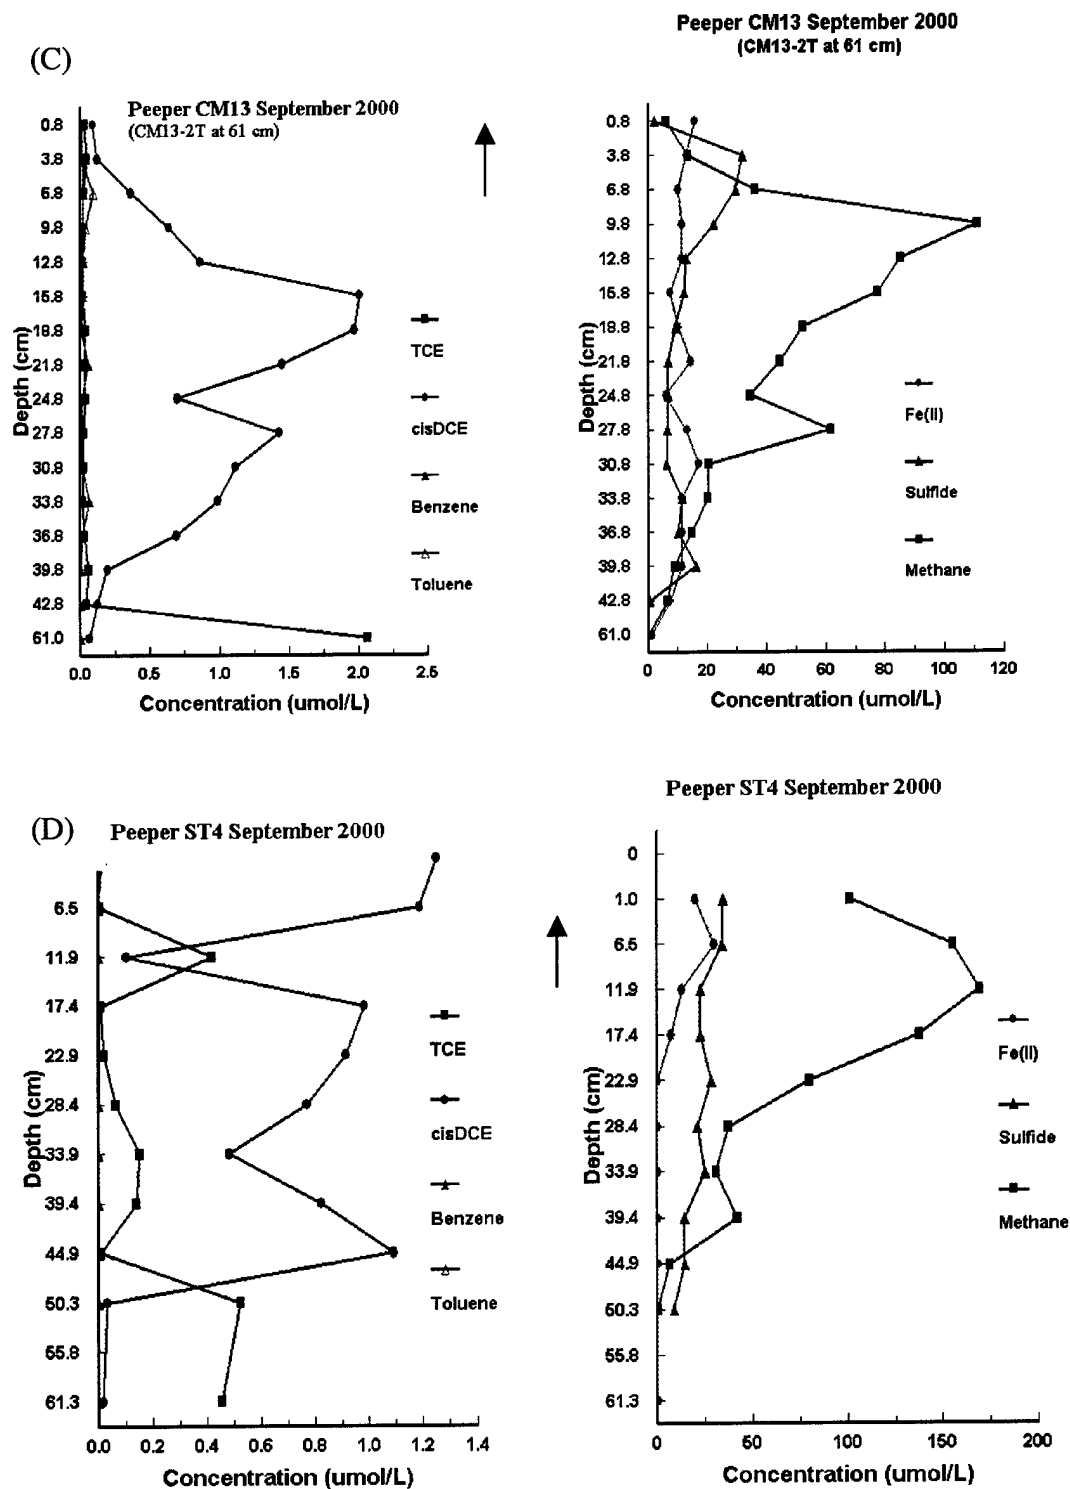 (C)
Peeper CM13 September 2000
(CM13-2T at 61 cm)
0.8
3.8
6.8
9.8
12.8
15.8
18.8
21.8
24.8
27.8
30.8
33.8
36.8
39.8
42.8
61.0
Depth (cm)
0.0 0.5 1.0 1.5 2.0 2.5
Concentration (umol/L)
TCE
cisDCE
Benzene
Toluene
Peeper CM13 September 2000
(CM13-2T at 61 cm)
0.8
3.8
6.8
9.8
12.8
15.8
18.8
21.8
24.8
27.8
30.8
33.8
36.8
39.8
42.8
61.0
Depth (cm)
0 20 40 60 80 100 120
Concentration (umol/L)
Fe(II)
Sulfide
Methane
(D)
Peeper ST4 September 2000
6.5
11.9
17.4
22.9
28.4
33.9
39.4
44.9
50.3
55.8
61.3
Depth (cm)
0.0 0.2 0.4 0.6 0.8 1.0 1.2 1.4
Concentration (umol/L)
TCE
cisDCE
Benzene
Toluene
Peeper ST4 September 2000
0
1.0
6.5
11.9
17.4
22.9
28.4
33.9
39.4
44.9
50.3
55.8
61.3
Depth (cm)
0 50 100 150 200
Concentration (umol/L)
Fe(II)
Sulfide
Methane